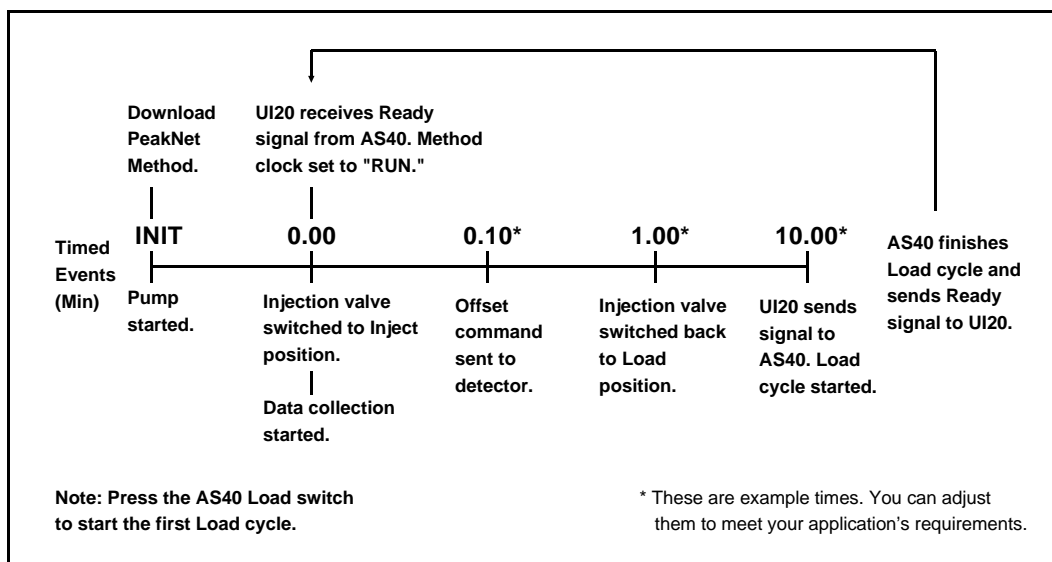 Download
PeakNet
Method.
UI20 receives Ready
signal from AS40. Method
clock set to "RUN."
Timed
Events
(Min)
INIT
0.00
0.10*
1.00*
10.00*
Pump
started.
Injection valve
switched to Inject
position.
Data collection
started.
Offset
command
sent to
detector.
Injection valve
switched back
to Load
position.
UI20 sends
signal to
AS40. Load
cycle started.
AS40 finishes
Load cycle and
sends Ready
signal to UI20.
Note: Press the AS40 Load switch
to start the first Load cycle.
* These are example times. You can adjust
them to meet your application's requirements.